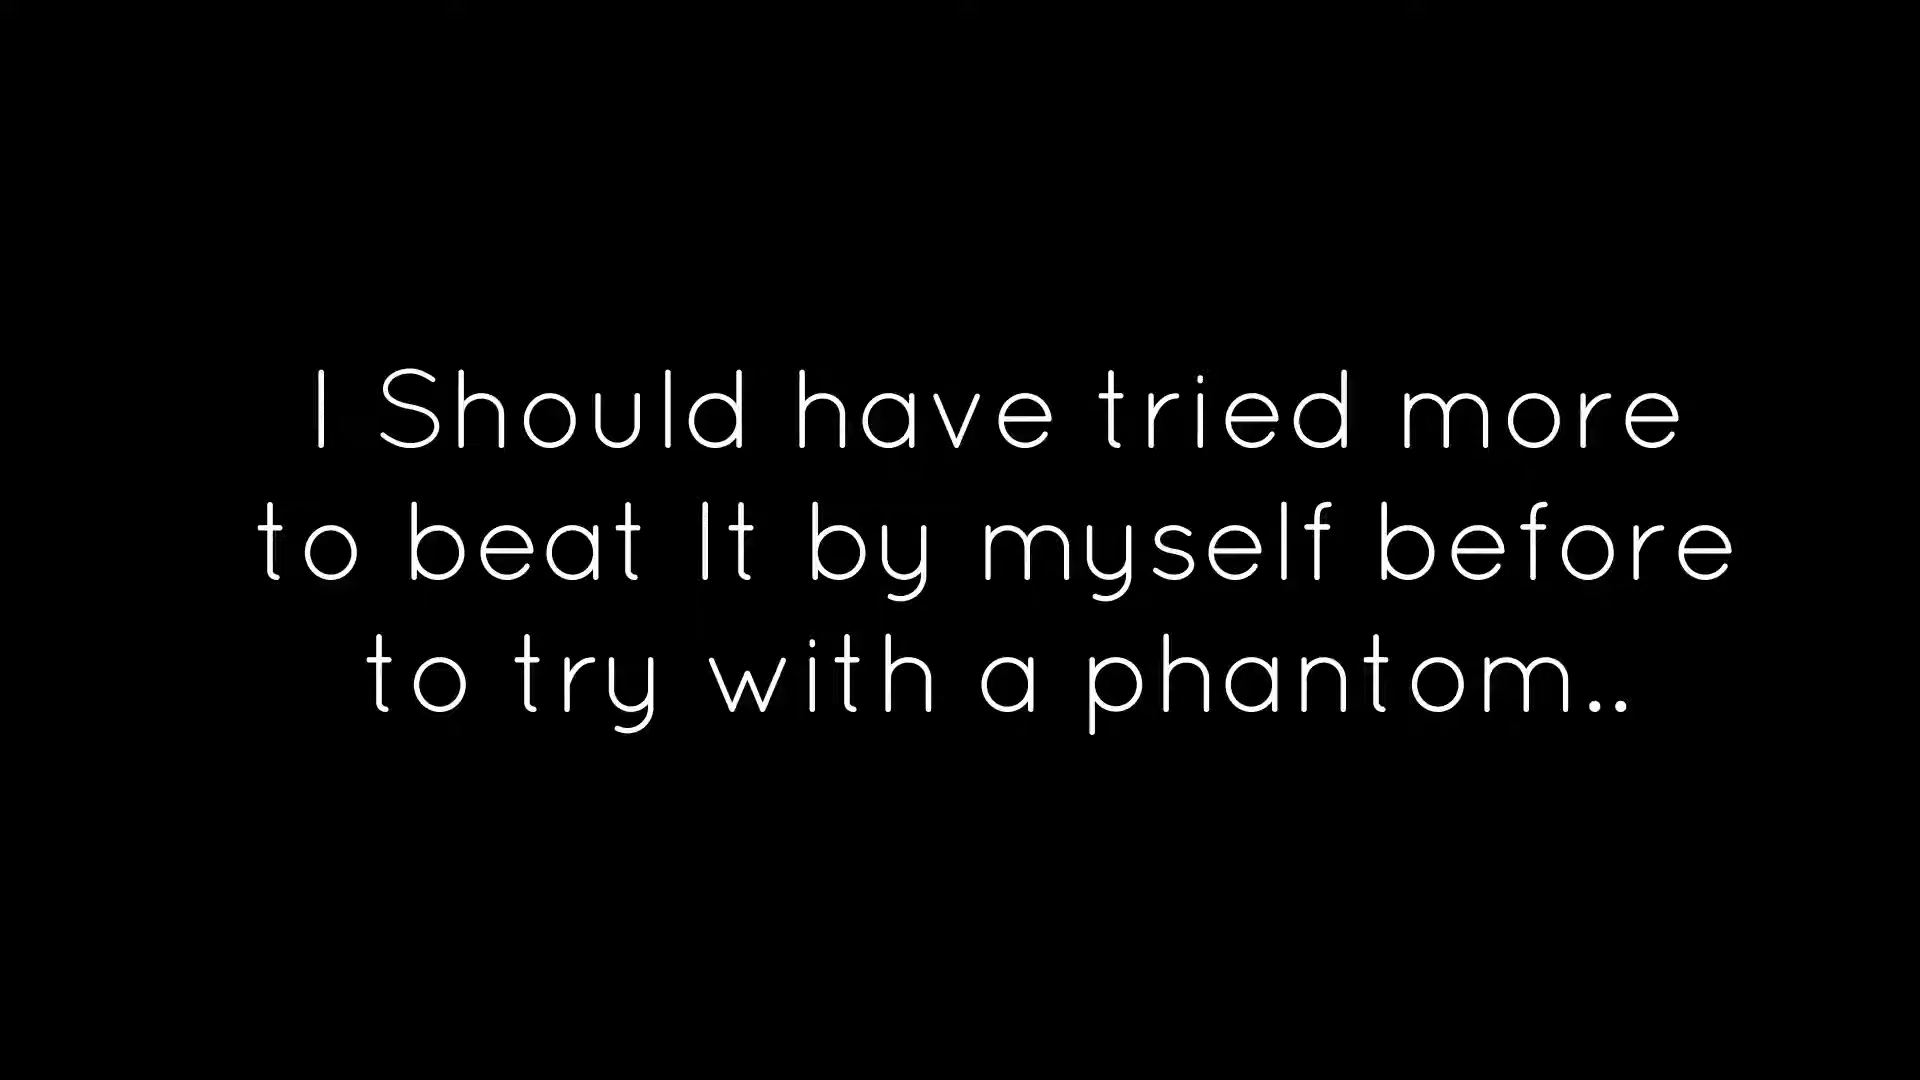 I Should have tried more
to beat It by myself before
to try with a phantom..